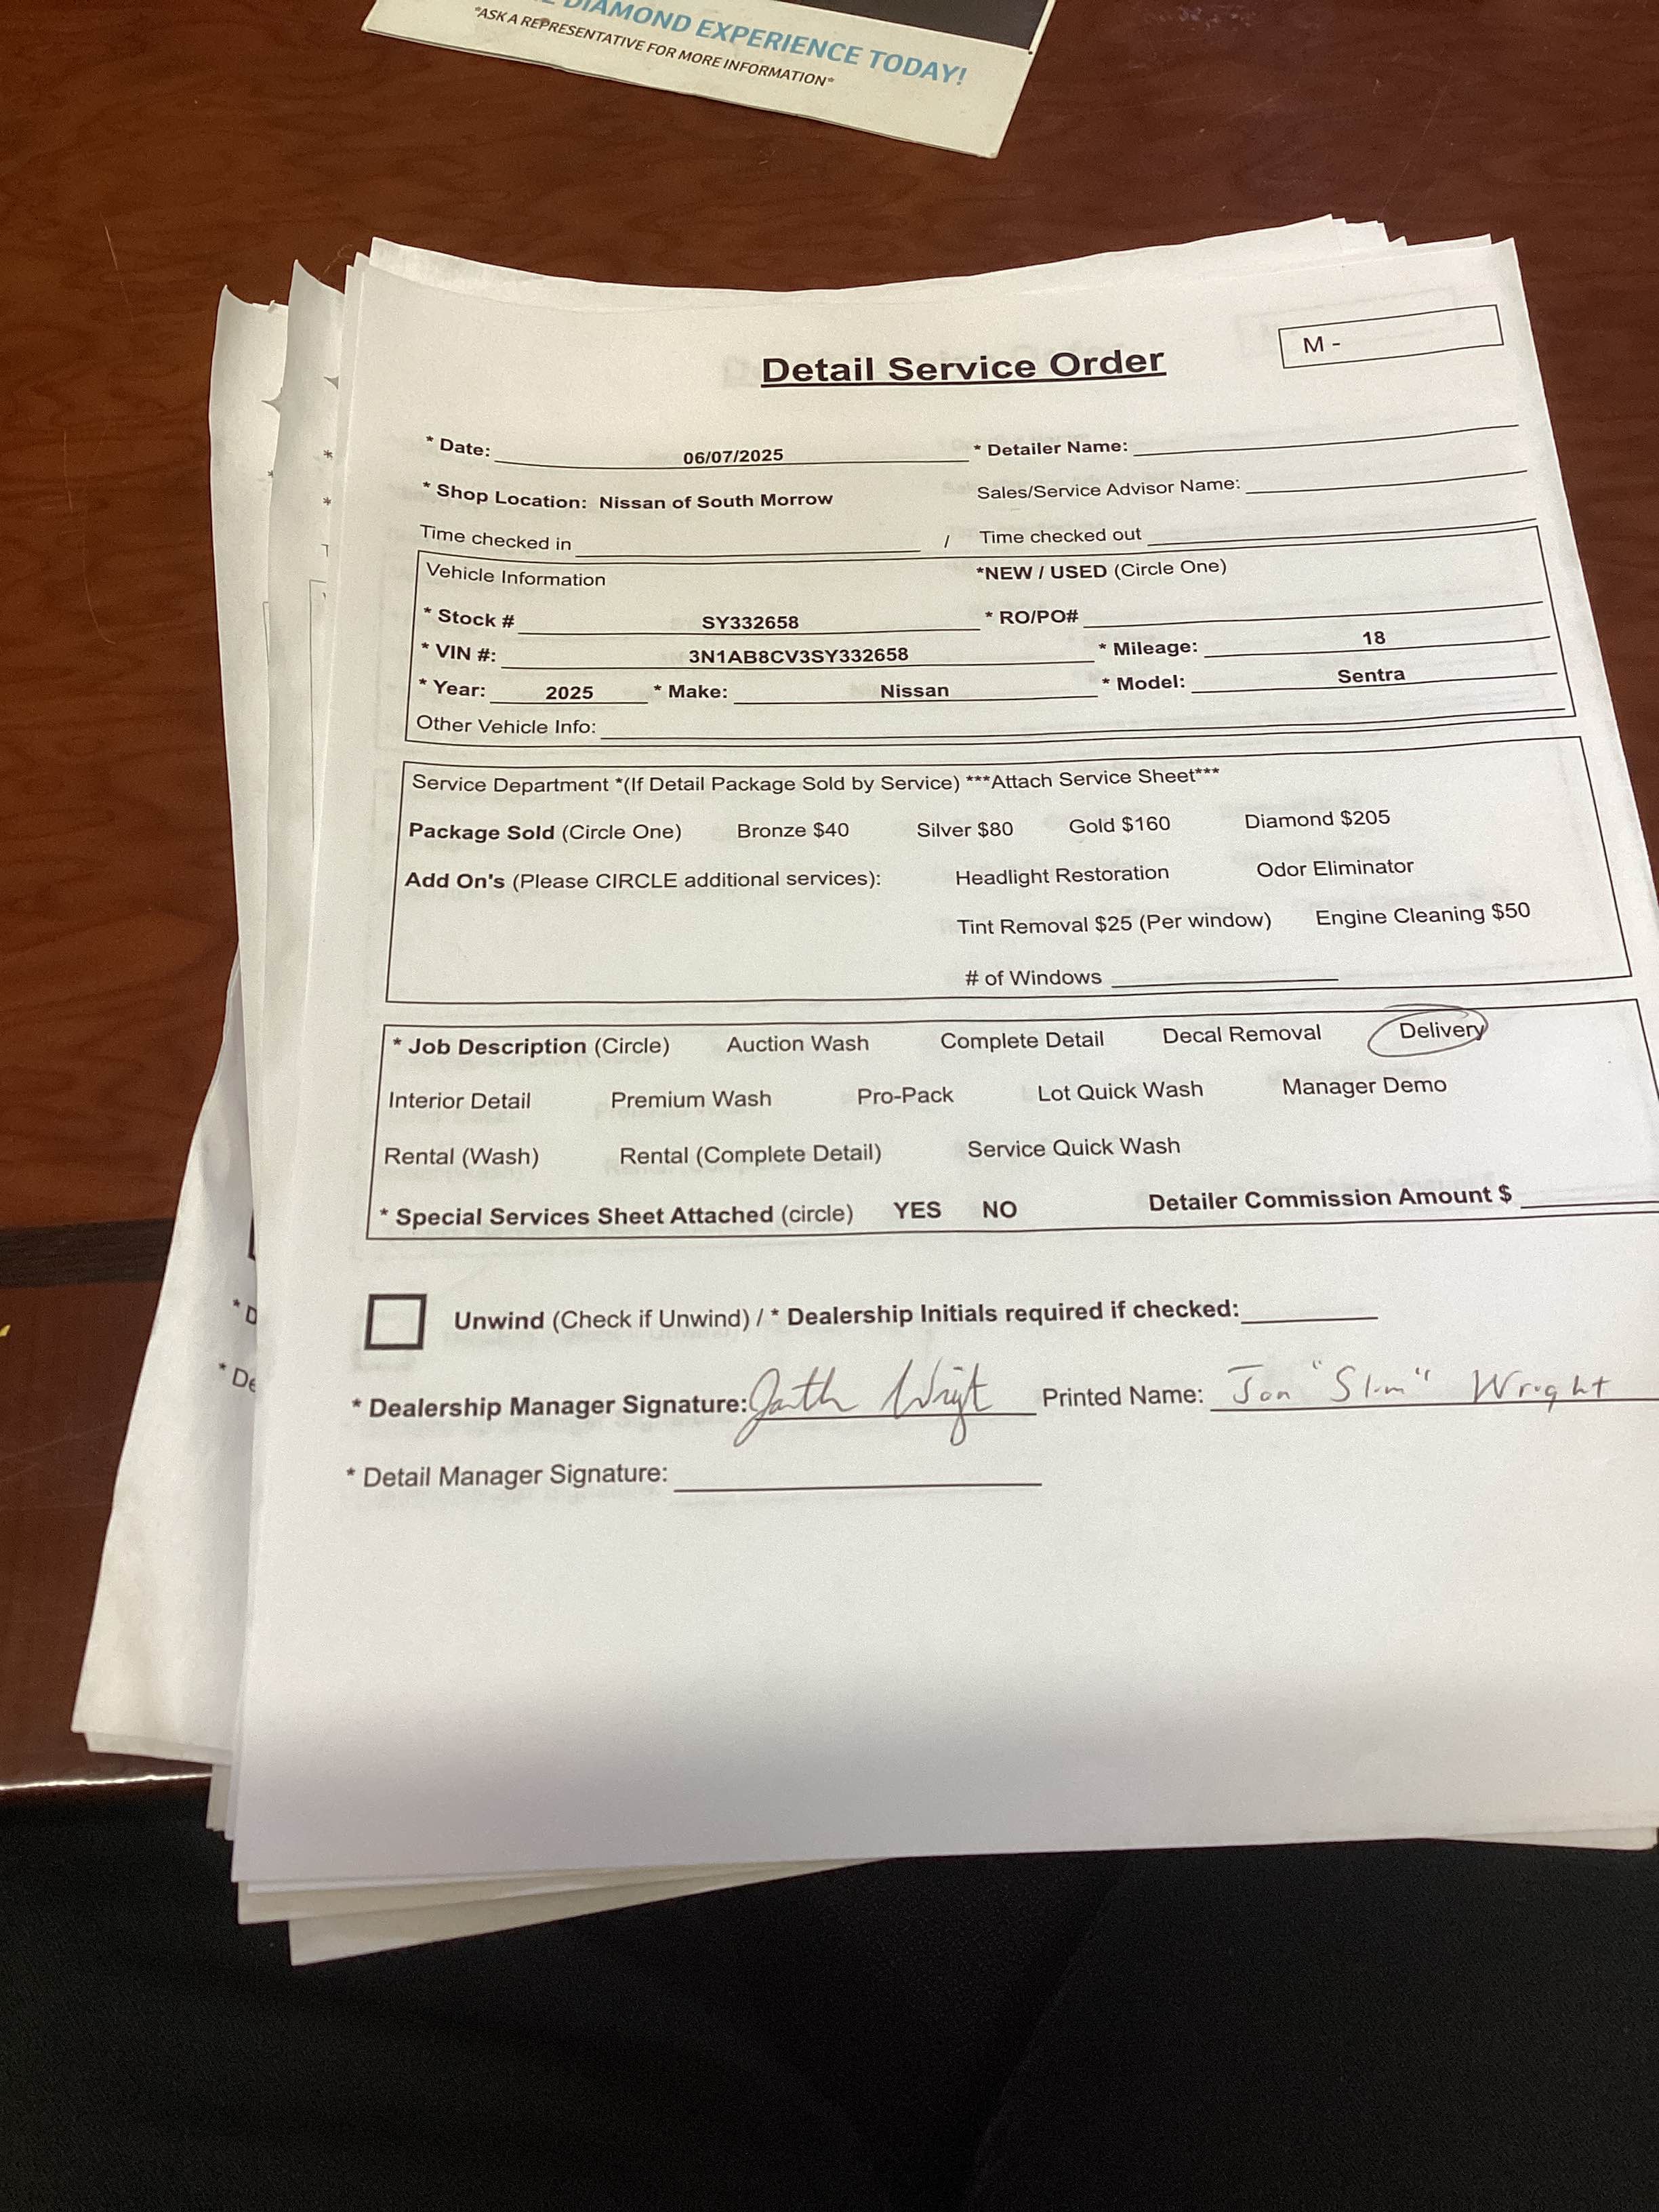 DIAMOND EXPERIENCE TODAY!
*ASK A REPRESENTATIVE FOR MORE INFORMATION*
M -
Detail Service Order
* Date: 06/07/2025 * Detailer Name:
* Shop Location: Nissan of South Morrow Sales/Service Advisor Name:
Time checked in / Time checked out
Vehicle Information *NEW / USED (Circle One)
* Stock # SY332658 * RO/PO#
* VIN #: 3N1AB8CV3SY332658 * Mileage: 18
* Year: 2025 * Make: Nissan * Model: Sentra
Other Vehicle Info:
Service Department *(If Detail Package Sold by Service) ***Attach Service Sheet***
Package Sold (Circle One) Bronze $40 Silver $80 Gold $160 Diamond $205
Add On's (Please CIRCLE additional services): Headlight Restoration Odor Eliminator
Tint Removal $25 (Per window) Engine Cleaning $50
# of Windows
* Job Description (Circle) Auction Wash Complete Detail Decal Removal Delivery
Interior Detail Premium Wash Pro-Pack Lot Quick Wash Manager Demo
Rental (Wash) Rental (Complete Detail) Service Quick Wash
* Special Services Sheet Attached (circle) YES NO Detailer Commission Amount $
Unwind (Check if Unwind) / * Dealership Initials required if checked:
* Dealership Manager Signature: Wright Printed Name: Jon "Slim" Wright
* Detail Manager Signature: